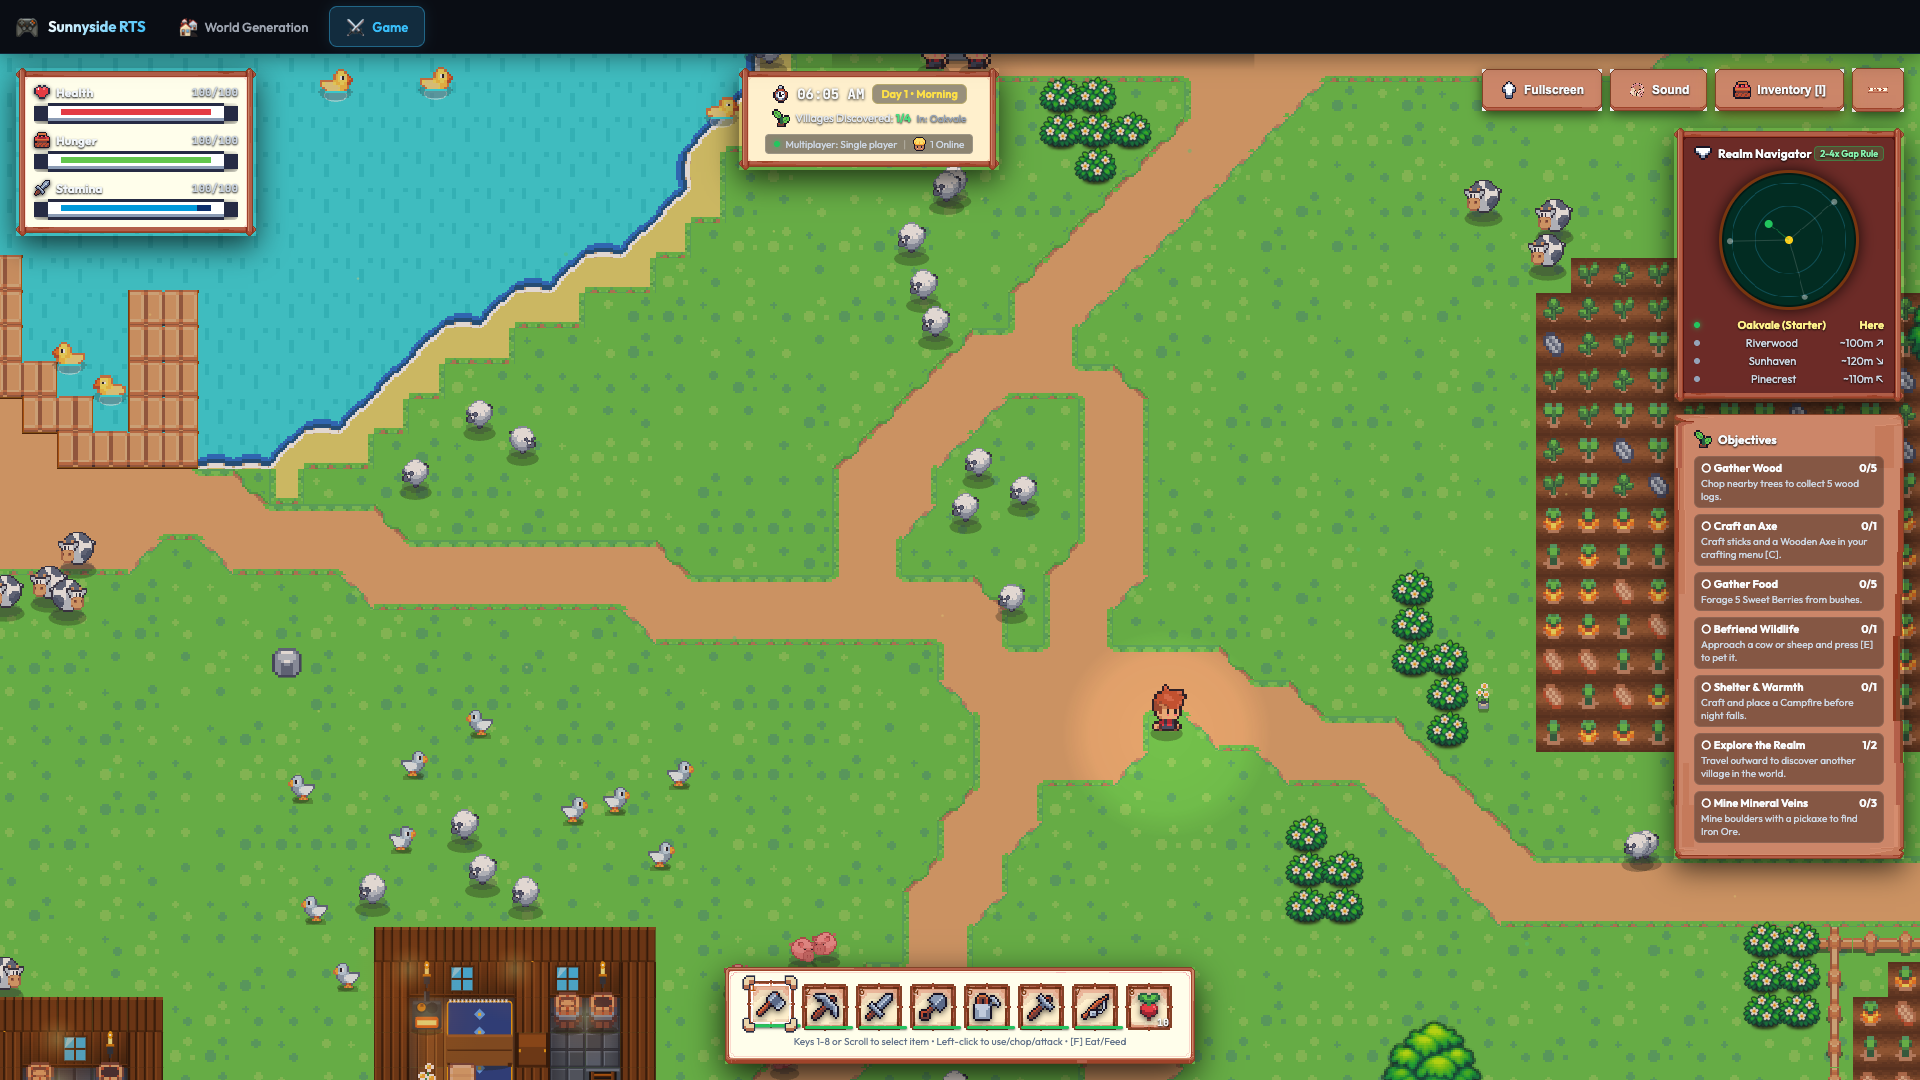 Sunnyside RTS
World Generation
Game
Health 100/100
Hunger 100/100
Stamina 100/100
06:05 AM Day 1 • Morning
Villages Discovered: 1/4 In: Oakvale
Multiplayer: Single player | 1 Online
Fullscreen
Sound
Inventory [I]
Realm Navigator 2-4x Gap Rule
Oakvale (Starter) Here
Riverwood ~100m ↗
Sunhaven ~120m ↘
Pinecrest ~110m ↖
Objectives
Gather Wood 0/5
Chop nearby trees to collect 5 wood
logs.
Craft an Axe 0/1
Craft sticks and a Wooden Axe in your
crafting menu [C].
Gather Food 0/5
Forage 5 Sweet Berries from bushes.
Befriend Wildlife 0/1
Approach a cow or sheep and press [E]
to pet it.
Shelter & Warmth 0/1
Craft and place a Campfire before
night falls.
Explore the Realm 1/2
Travel outward to discover another
village in the world.
Mine Mineral Veins 0/3
Mine boulders with a pickaxe to find
Iron Ore.
10
Keys 1-8 or Scroll to select item • Left-click to use/chop/attack • [F] Eat/Feed